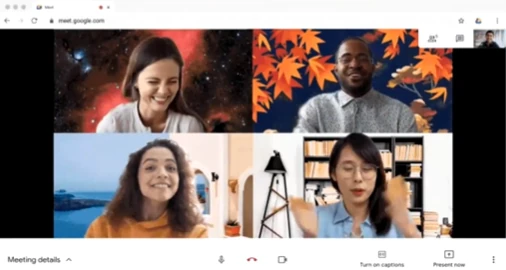 Meet
meet.google.com
Meeting details
Turn on captions
Present now